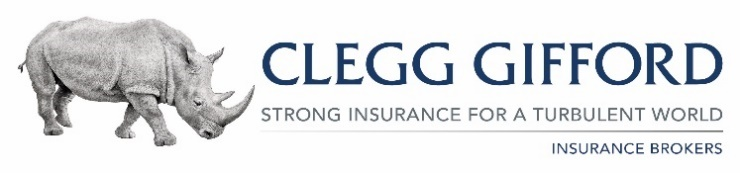 CLEGG GIFFORD
STRONG INSURANCE FOR A TURBULENT WORLD
INSURANCE BROKERS